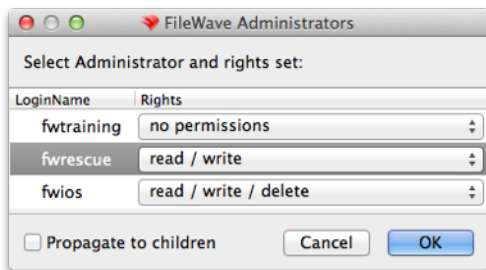 FileWave Administrators
Select Administrator and rights set:
LoginName Rights
fwtraining no permissions
fwrescue read / write
fwios read / write / delete
Propagate to children Cancel OK